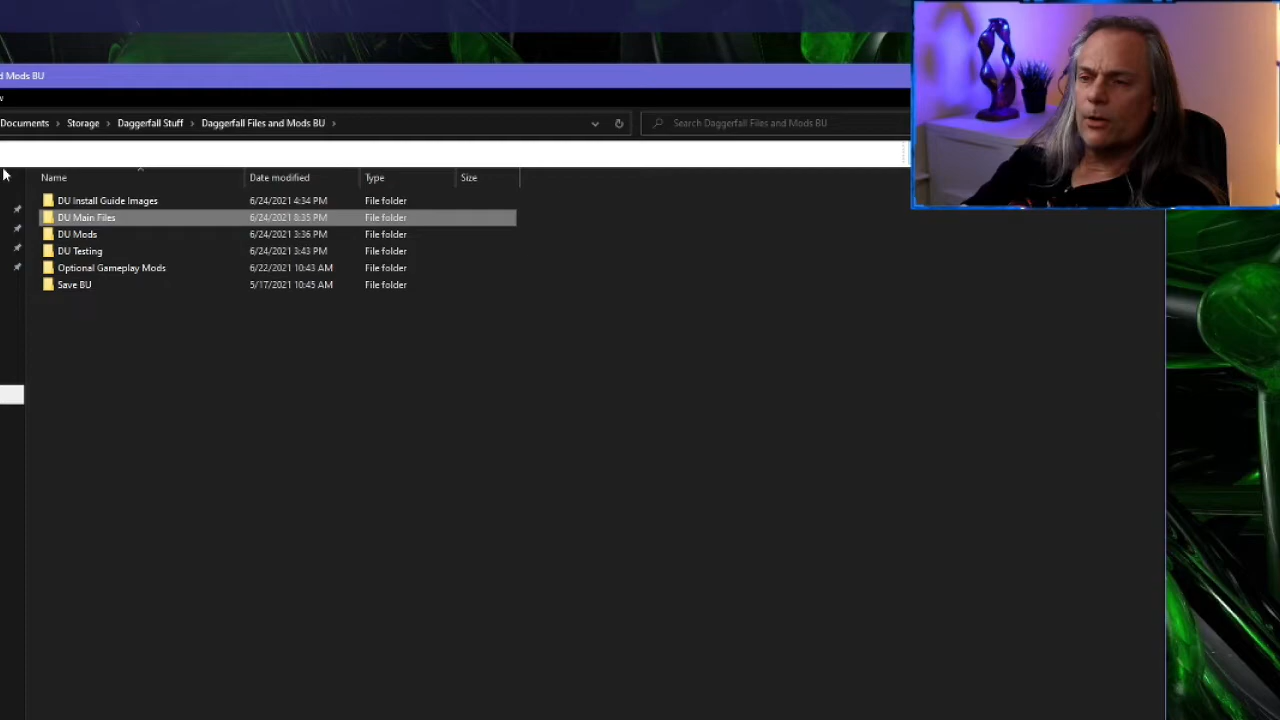 d Mods BU
w
Documents > Storage > Daggerfall Stuff > Daggerfall Files and Mods BU >
Search Daggerfall Files and Mods BU
Name Date modified Type Size
DU Install Guide Images 6/24/2021 4:34 PM File folder
DU Main Files 6/24/2021 8:35 PM File folder
DU Mods 6/24/2021 3:36 PM File folder
DU Testing 6/24/2021 3:43 PM File folder
Optional Gameplay Mods 6/22/2021 10:43 AM File folder
Save BU 5/17/2021 10:45 AM File folder